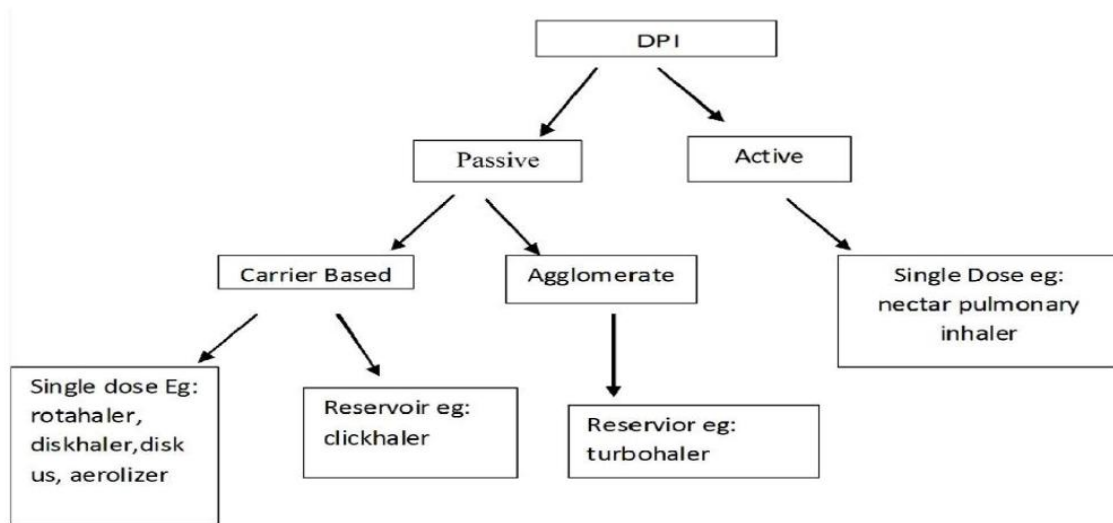 DPI
Passive
Active
Carrier Based
Agglomerate
Single Dose eg:
nectar pulmonary
inhaler
Single dose Eg:
rotahaler,
diskhaler,disk
us, aerolizer
Reservoir eg:
clickhaler
Reservior eg:
turbohaler